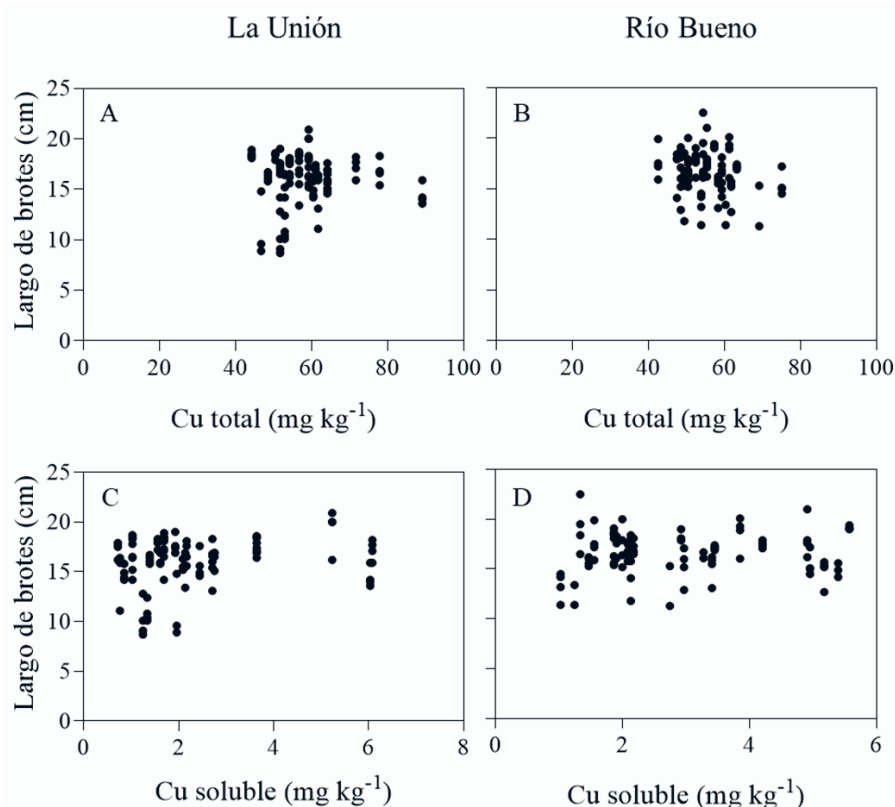 La Unión Río Bueno
A B
Largo de brotes (cm)
25
20
15
10
5
0
0 20 40 60 80 100 0 20 40 60 80 100
Cu total (mg kg⁻¹) Cu total (mg kg⁻¹)
C D
Largo de brotes (cm)
25
20
15
10
5
0
0 2 4 6 8 0 2 4 6
Cu soluble (mg kg⁻¹) Cu soluble (mg kg⁻¹)